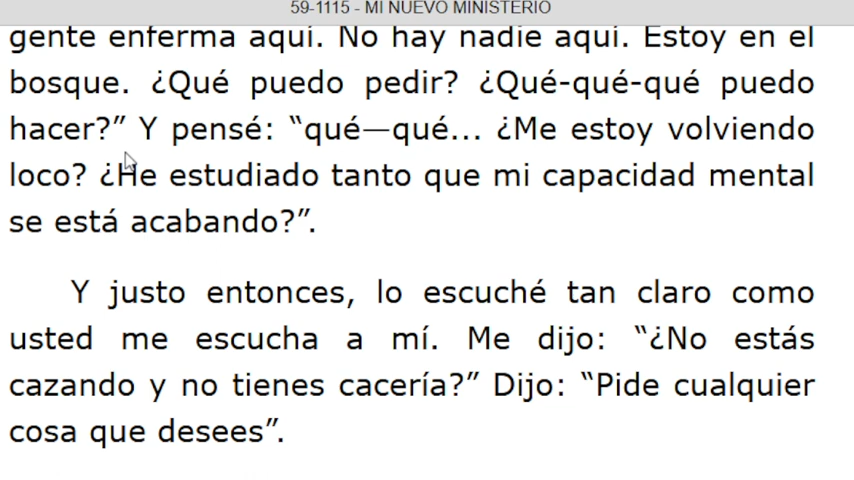 59-1115 - MI NUEVO MINISTERIO
gente enferma aquí. No hay nadie aquí. Estoy en el
bosque. ¿Qué puedo pedir? ¿Qué-qué-qué puedo
hacer?” Y pensé: “qué—qué... ¿Me estoy volviendo
loco? ¿He estudiado tanto que mi capacidad mental
se está acabando?”.
Y justo entonces, lo escuché tan claro como
usted me escucha a mí. Me dijo: “¿No estás
cazando y no tienes cacería?” Dijo: “Pide cualquier
cosa que desees”.